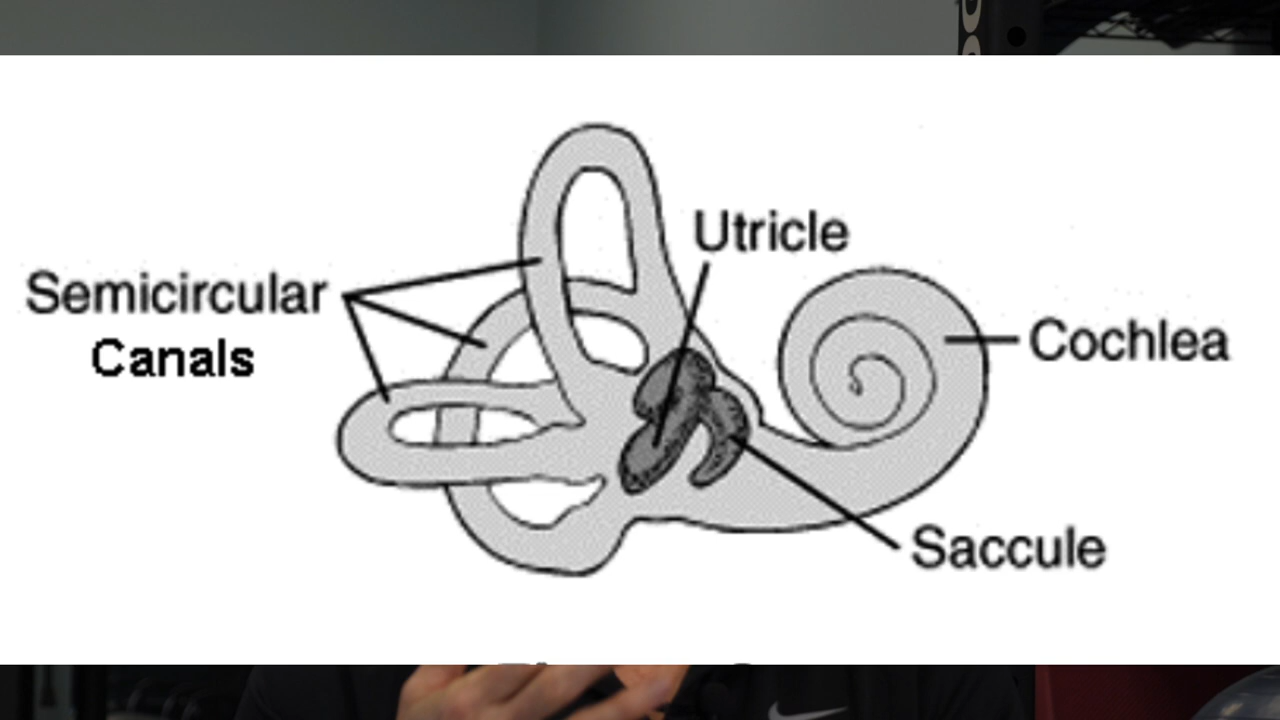 Utricle
Semicircular
Canals
Cochlea
Saccule